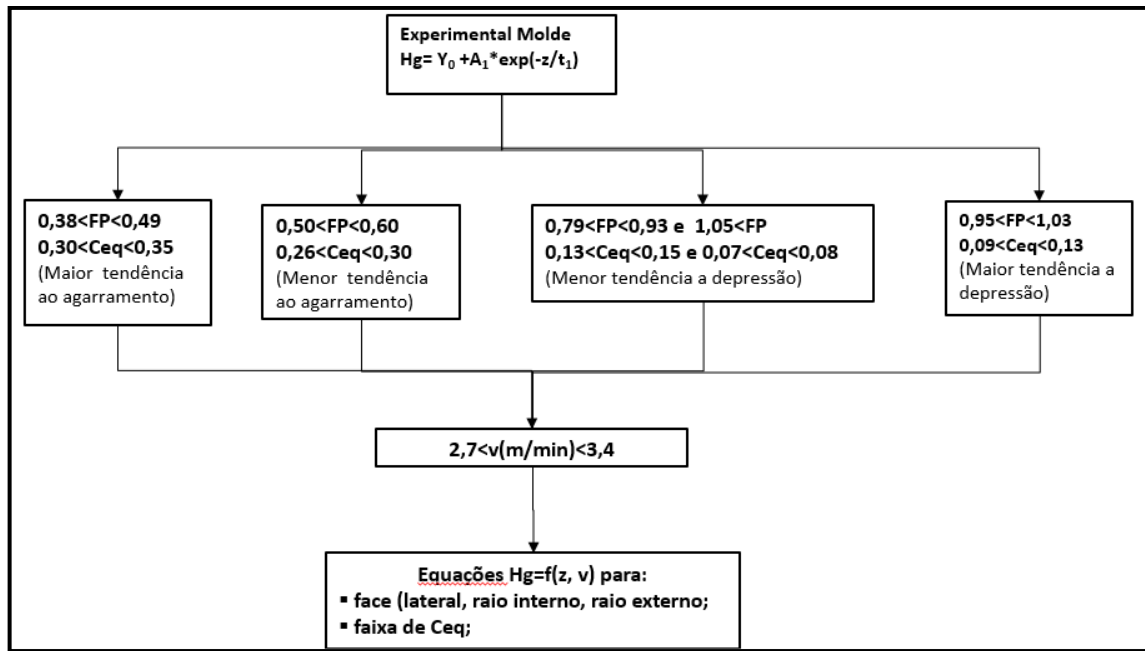 Experimental Molde
Hg= Y₀ +A₁*exp(-z/t₁)
0,38<FP<0,49
0,30<Ceq<0,35
(Maior tendência
ao agarramento)
0,50<FP<0,60
0,26<Ceq<0,30
(Menor tendência
ao agarramento)
0,79<FP<0,93 e 1,05<FP
0,13<Ceq<0,15 e 0,07<Ceq<0,08
(Menor tendência a depressão)
0,95<FP<1,03
0,09<Ceq<0,13
(Maior tendência a
depressão)
2,7<v(m/min)<3,4
Equações Hg=f(z, v) para:
▪ face (lateral, raio interno, raio externo;
▪ faixa de Ceq;